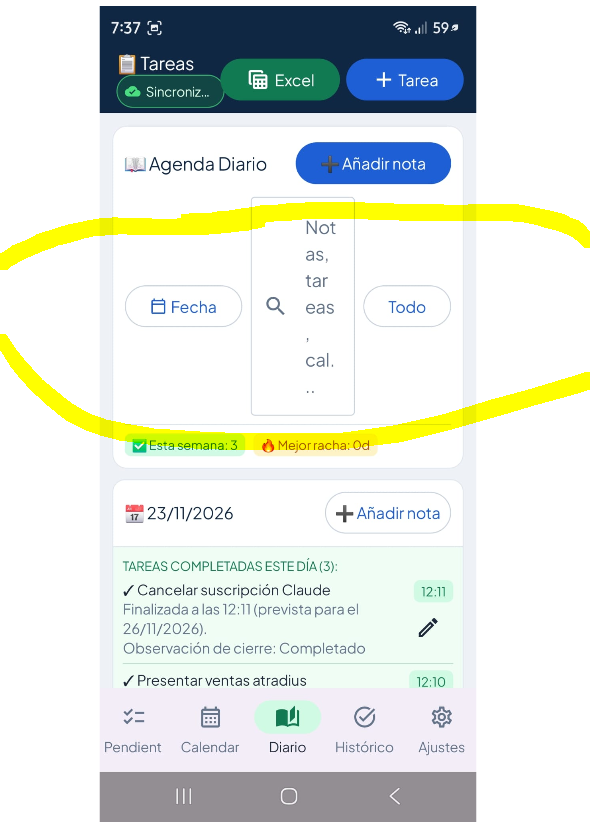 7:37 59
📋 Tareas
Sincroniz...
Excel
+ Tarea
📖 Agenda Diario
➕ Añadir nota
Fecha
Not
as,
tar
eas
,
cal.
..
Todo
✅ Esta semana: 3 🔥 Mejor racha: 0d
📅 23/11/2026
➕ Añadir nota
TAREAS COMPLETADAS ESTE DÍA (3):
✓ Cancelar suscripción Claude 12:11
Finalizada a las 12:11 (prevista para el
26/11/2026).
Observación de cierre: Completado
✓ Presentar ventas atradius 12:10
Pendient Calendar Diario Histórico Ajustes